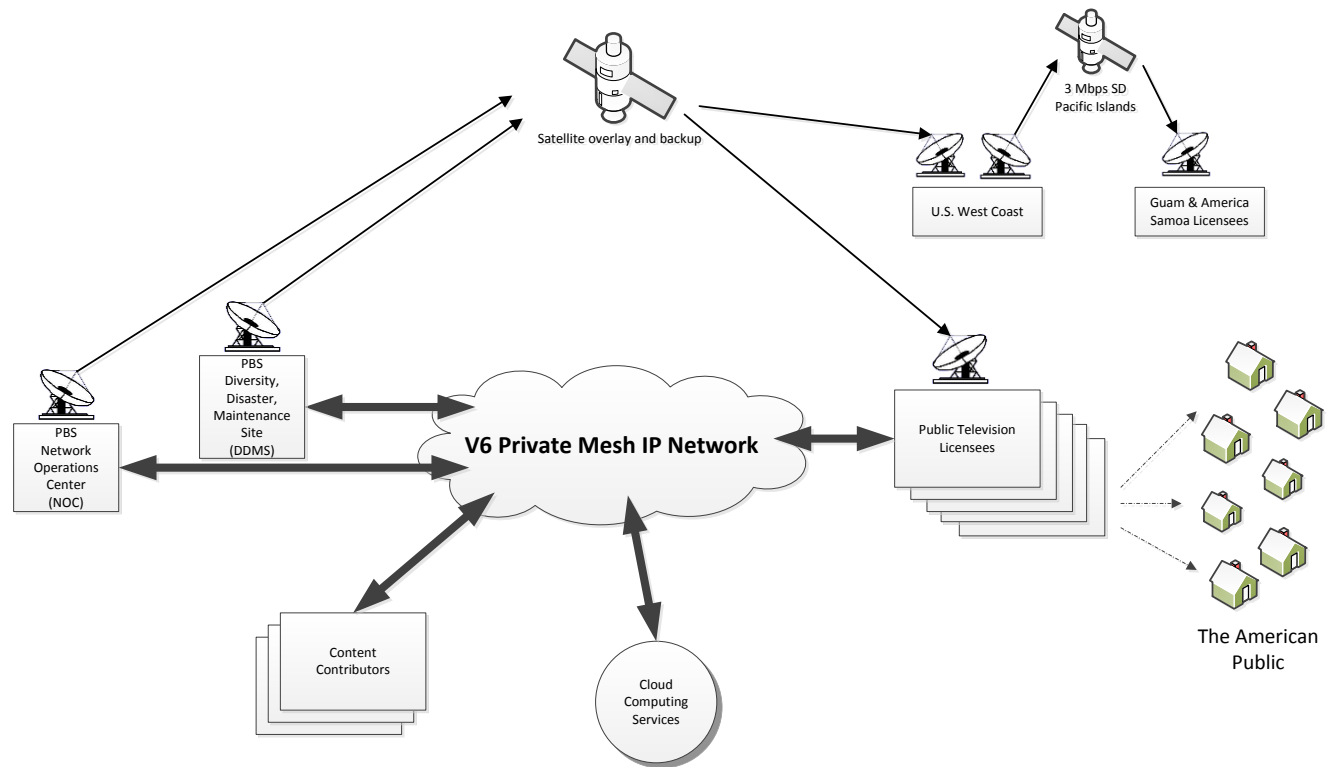 3 Mbps SD
Pacific Islands
Satellite overlay and backup
U.S. West Coast
Guam & America
Samoa Licensees
PBS
Diversity,
Disaster,
Maintenance
Site
(DDMS)
PBS
Network
Operations
Center
(NOC)
V6 Private Mesh IP Network
Public Television
Licensees
Content
Contributors
Cloud
Computing
Services
The American
Public